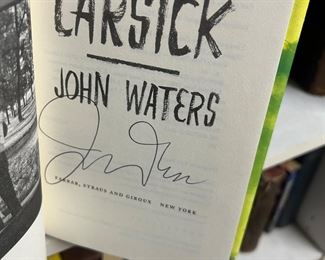 CARSICK
JOHN WATERS
FARRAR, STRAUS AND GIROUX NEW YORK